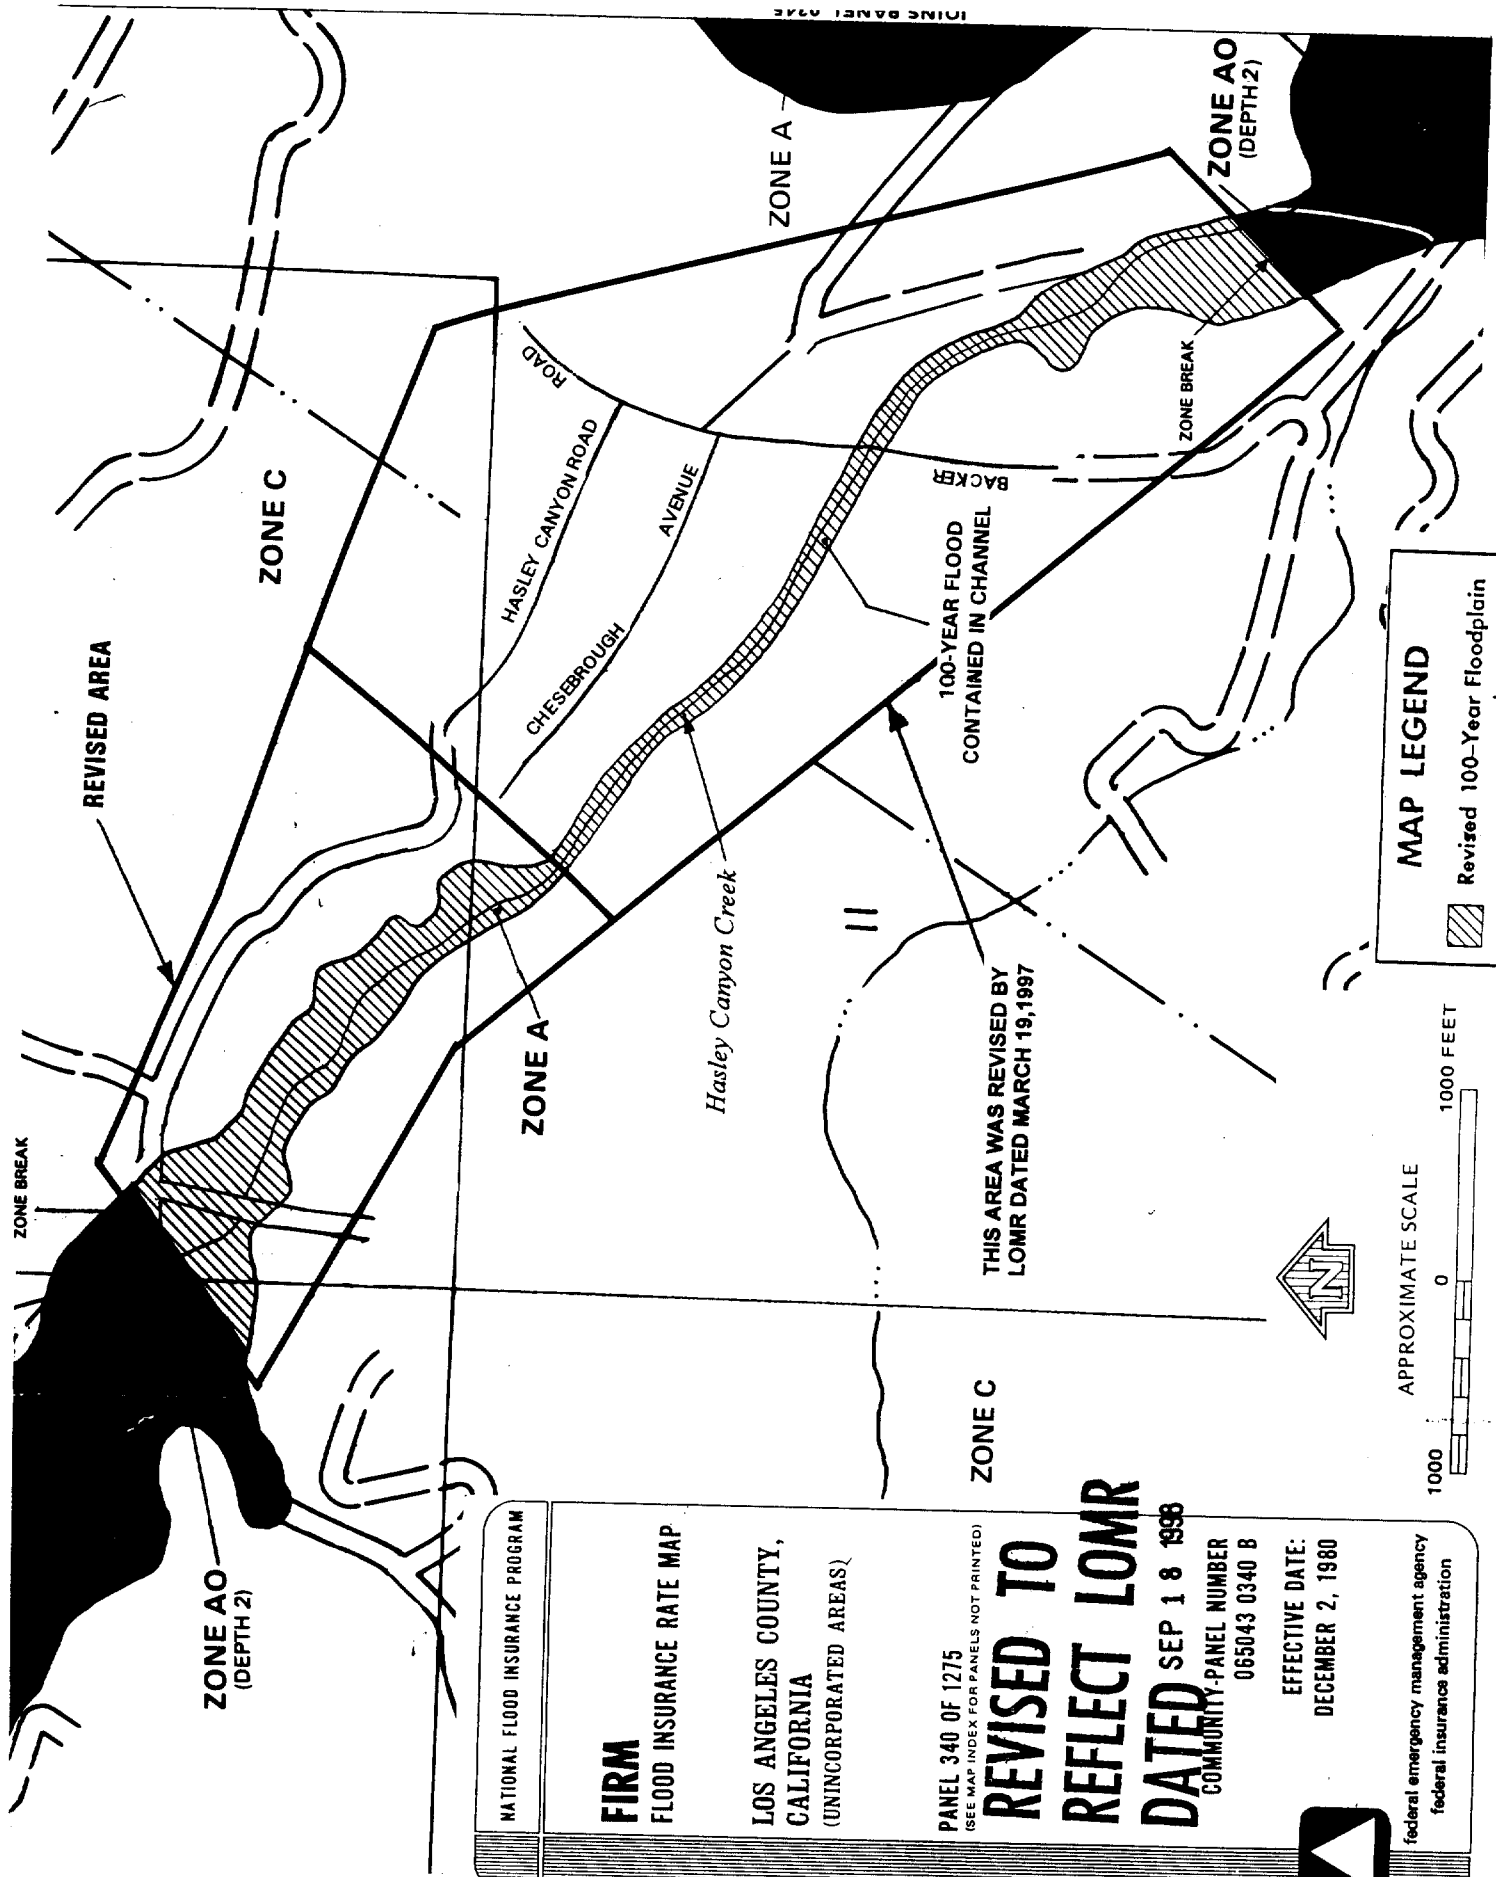 JOINS PANEL 0345
ZONE AO
(DEPTH 2)
ZONE A
ZONE C
REVISED AREA
ROAD
HASLEY CANYON ROAD
CHESEBROUGH
AVENUE
BACKER
ZONE BREAK
100-YEAR FLOOD
CONTAINED IN CHANNEL
ZONE BREAK
ZONE A
Hasley Canyon Creek
11
THIS AREA WAS REVISED BY
LOMR DATED MARCH 19,1997
ZONE AO
(DEPTH 2)
ZONE C
MAP LEGEND
Revised 100-Year Floodplain
N
APPROXIMATE SCALE
1000
0
1000 FEET
NATIONAL FLOOD INSURANCE PROGRAM
FIRM
FLOOD INSURANCE RATE MAP
LOS ANGELES COUNTY,
CALIFORNIA
(UNINCORPORATED AREAS)
PANEL 340 OF 1275
(SEE MAP INDEX FOR PANELS NOT PRINTED)
REVISED TO
REFLECT LOMR
DATED SEP 18 1998
COMMUNITY-PANEL NUMBER
065043 0340 B
EFFECTIVE DATE:
DECEMBER 2, 1980
federal emergency management agency
federal insurance administration